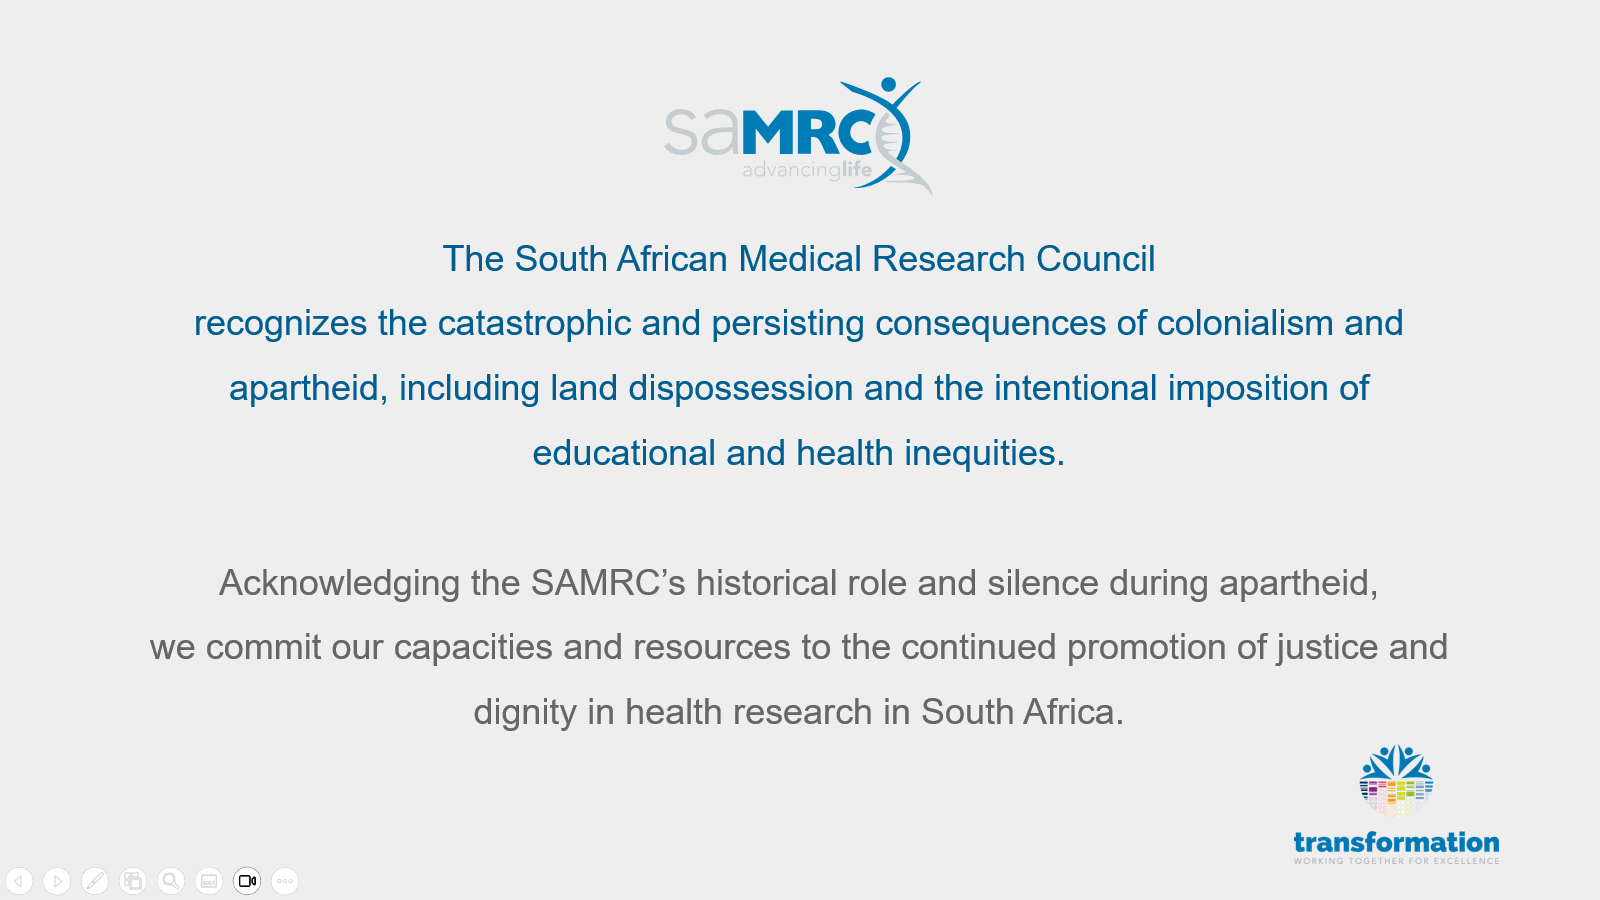 saMRC
advancinglife
The South African Medical Research Council
recognizes the catastrophic and persisting consequences of colonialism and
apartheid, including land dispossession and the intentional imposition of
educational and health inequities.
Acknowledging the SAMRC’s historical role and silence during apartheid,
we commit our capacities and resources to the continued promotion of justice and
dignity in health research in South Africa.
transformation
WORKING TOGETHER FOR EXCELLENCE